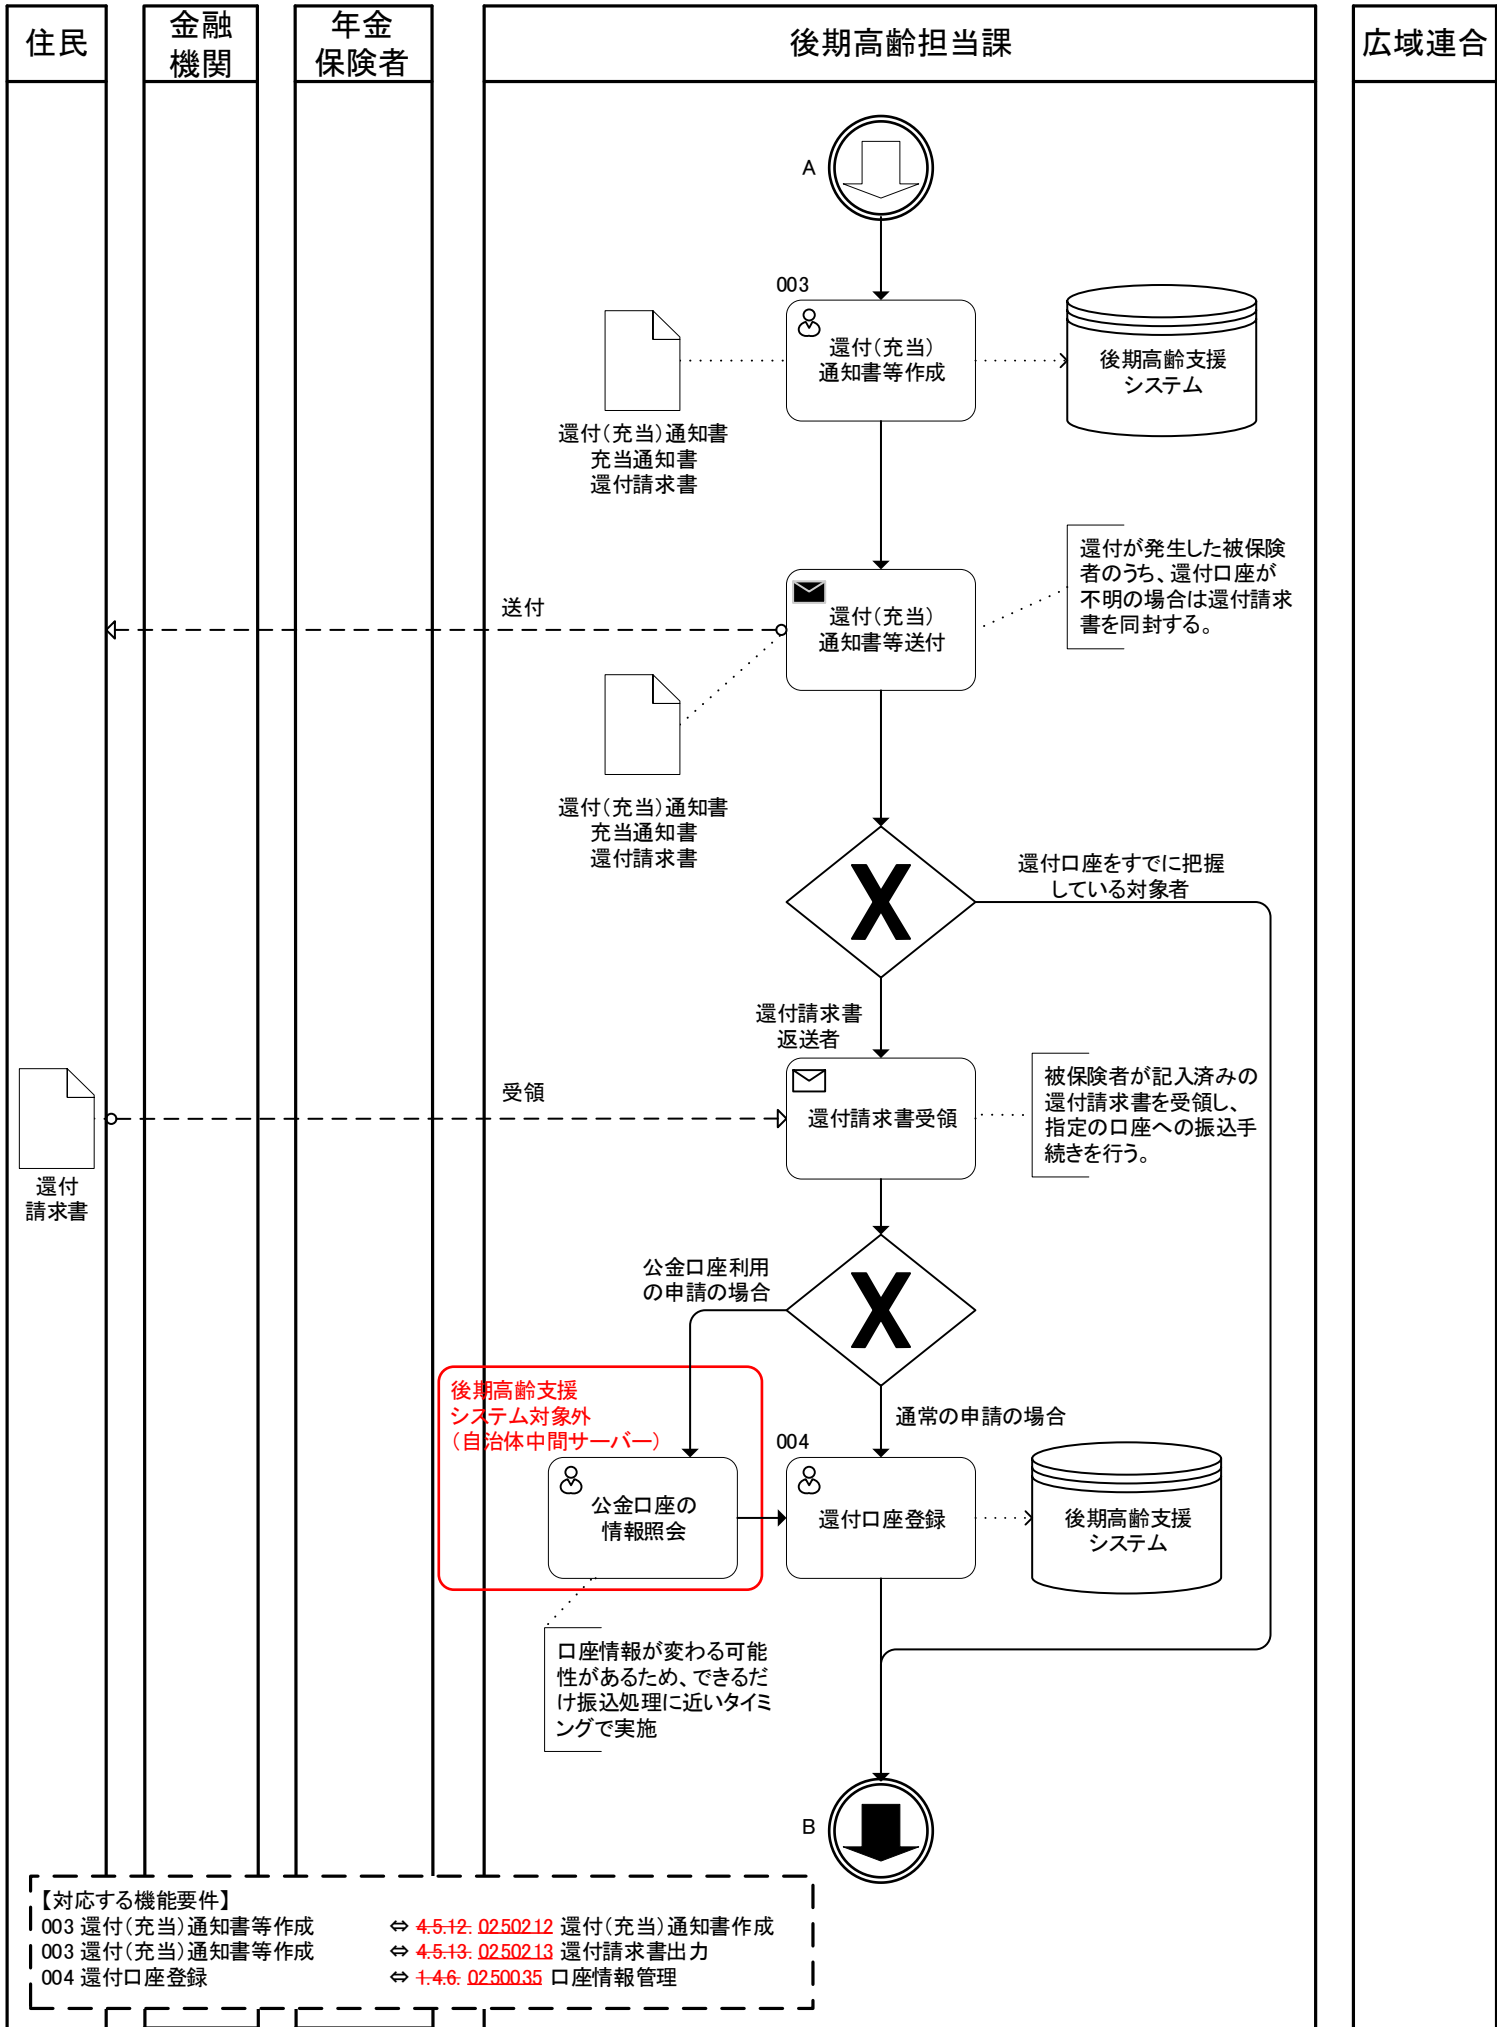 住民
金融
機関
年金
保険者
後期高齢担当課
広域連合
A
003
還付(充当)
通知書等作成
後期高齢支援
システム
還付(充当)通知書
充当通知書
還付請求書
還付が発生した被保険
者のうち、還付口座が
不明の場合は還付請求
書を同封する。
送付
還付(充当)
通知書等送付
還付(充当)通知書
充当通知書
還付請求書
還付口座をすでに把握
している対象者
X
還付請求書
返送者
受領
還付請求書受領
被保険者が記入済みの
還付請求書を受領し、
指定の口座への振込手
続きを行う。
還付
請求書
公金口座利用
の申請の場合
X
後期高齢支援
システム対象外
(自治体中間サーバー)
通常の申請の場合
004
公金口座の
情報照会
還付口座登録
後期高齢支援
システム
口座情報が変わる可能
性があるため、できるだ
け振込処理に近いタイミ
ングで実施
B
【対応する機能要件】
003 還付(充当)通知書等作成 ⇔ 4.5.12. 0250212 還付(充当)通知書作成
003 還付(充当)通知書等作成 ⇔ 4.5.13. 0250213 還付請求書出力
004 還付口座登録 ⇔ 1.4.6. 0250035 口座情報管理